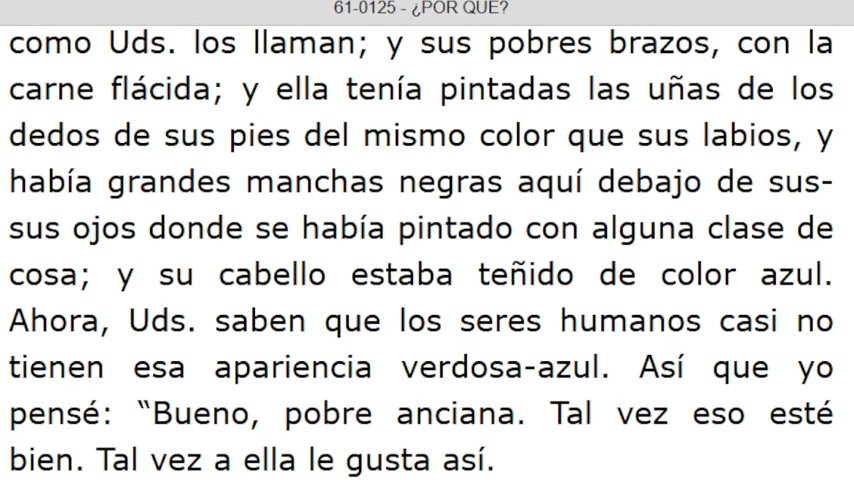 61-0125 - ¿POR QUÉ?
como Uds. los llaman; y sus pobres brazos, con la
carne flácida; y ella tenía pintadas las uñas de los
dedos de sus pies del mismo color que sus labios, y
había grandes manchas negras aquí debajo de sus-
sus ojos donde se había pintado con alguna clase de
cosa; y su cabello estaba teñido de color azul.
Ahora, Uds. saben que los seres humanos casi no
tienen esa apariencia verdosa-azul. Así que yo
pensé: “Bueno, pobre anciana. Tal vez eso esté
bien. Tal vez a ella le gusta así.